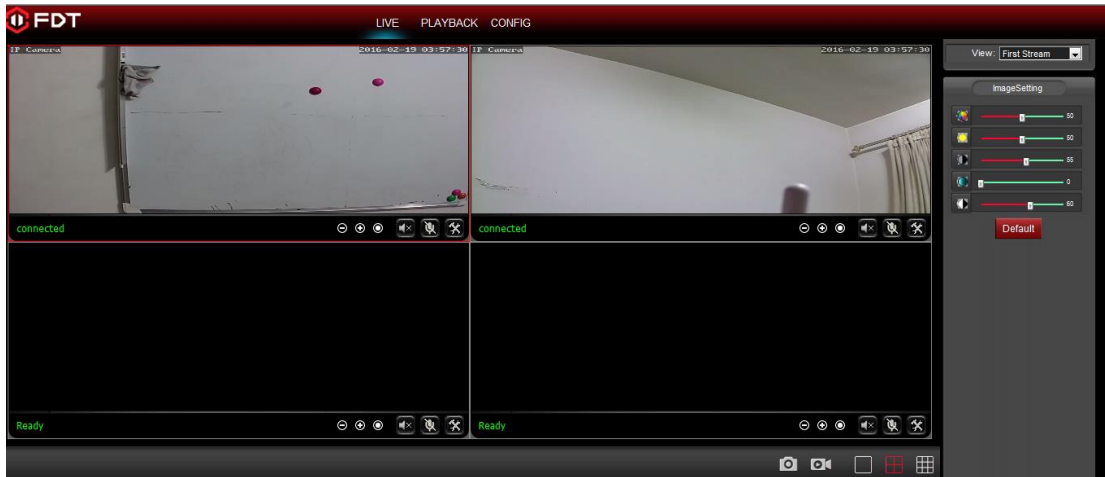 FDT
LIVE PLAYBACK CONFIG
IP Camera 2016-02-19 03:57:30
IP Camera 2016-02-19 03:57:30
View: First Stream
ImageSetting
50
50
55
0
60
Default
connected
connected
Ready
Ready